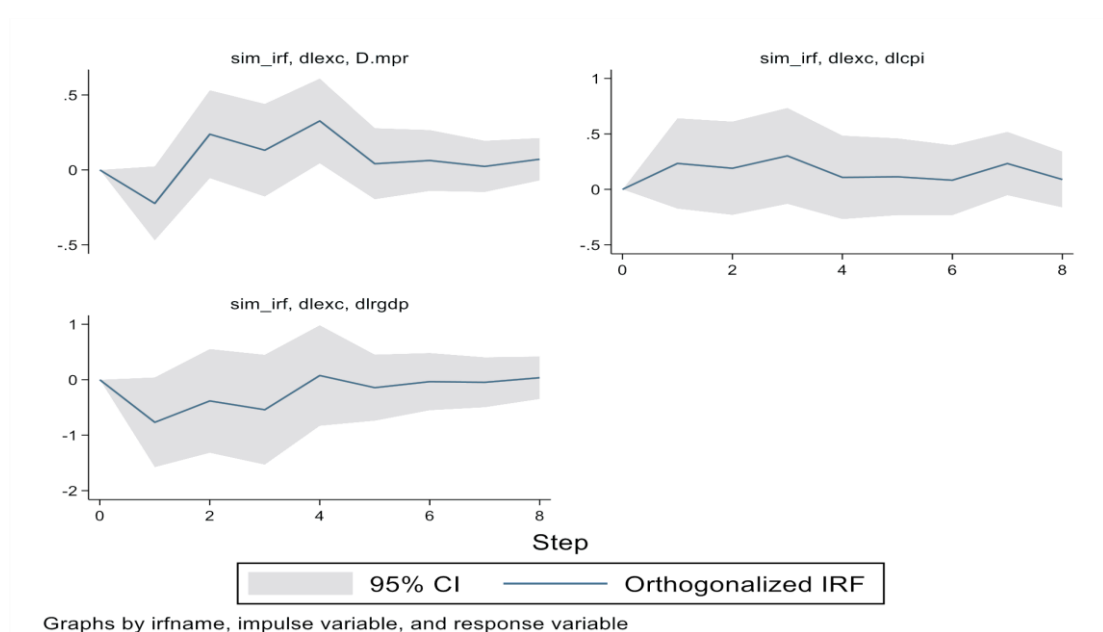 sim_irf, dlexc, D.mpr
.5
0
-.5
sim_irf, dlexc, dlcpi
1
.5
0
-.5
0 2 4 6 8
sim_irf, dlexc, dlrgdp
1
0
-1
-2
0 2 4 6 8
Step
95% CI Orthogonalized IRF
Graphs by irfname, impulse variable, and response variable